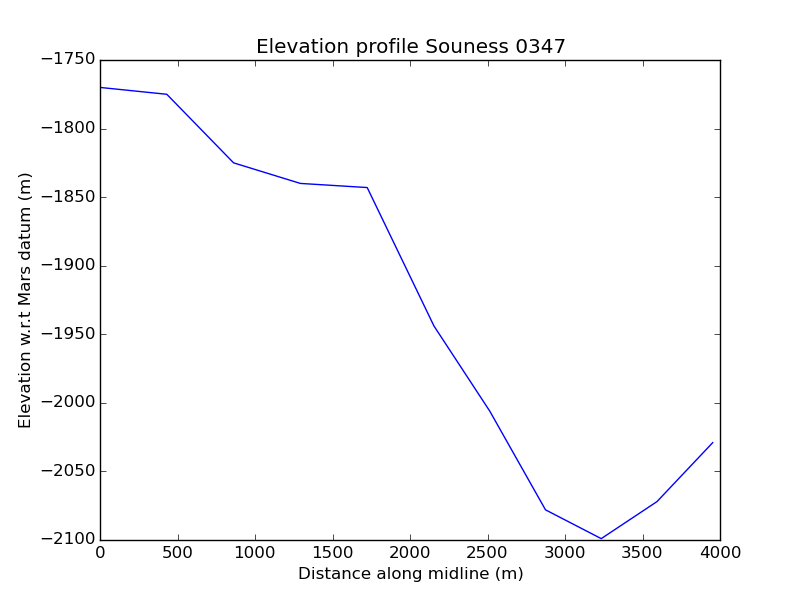 Elevation profile Souness 0347
−1750
−1800
−1850
−1900
−1950
−2000
−2050
−2100
Elevation w.r.t Mars datum (m)
0 500 1000 1500 2000 2500 3000 3500 4000
Distance along midline (m)